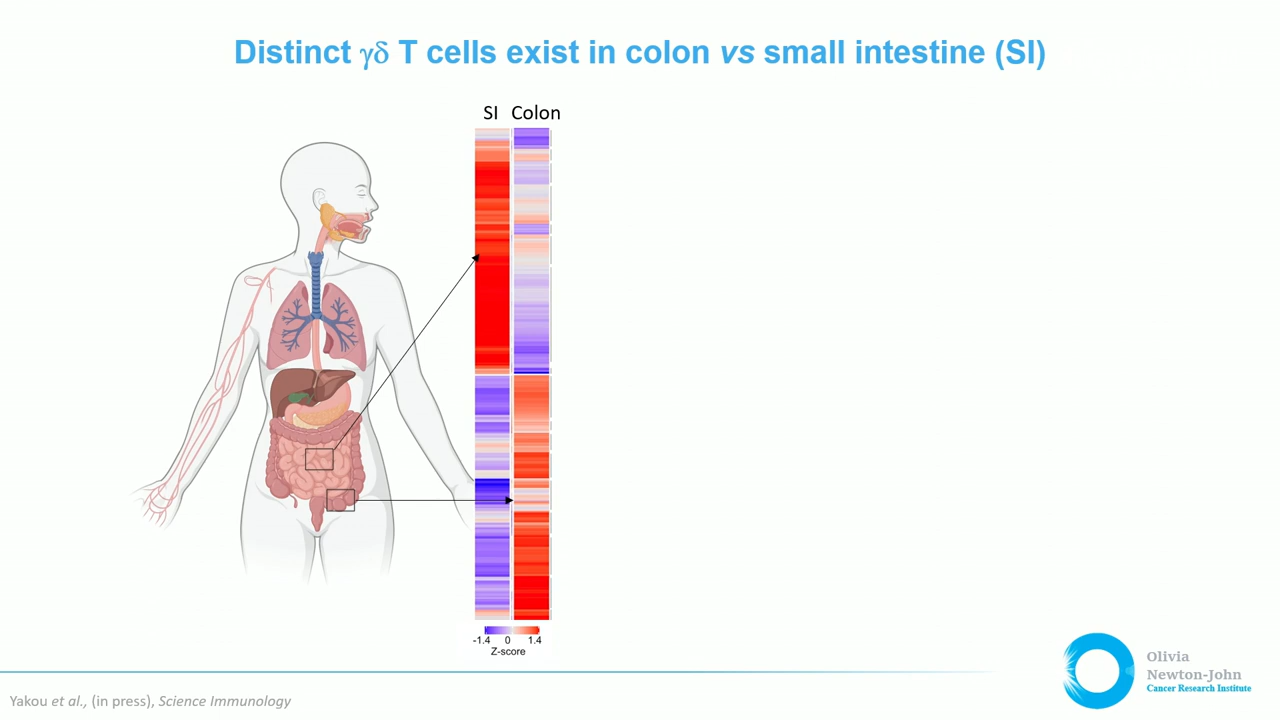 Distinct γδ T cells exist in colon vs small intestine (SI)
SI Colon
-1.4 0 1.4
Z-score
Olivia
Newton-John
Cancer Research Institute
Yakou et al., (in press), Science Immunology